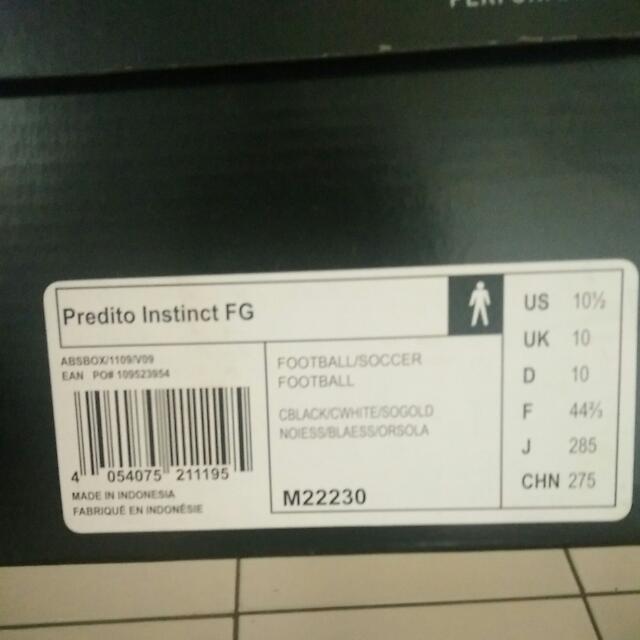 Predito Instinct FG
ABSBOX/1109/V09
EAN PO# 109523954
4 054075 211195
MADE IN INDONESIA
FABRIQUÉ EN INDONÉSIE
FOOTBALL/SOCCER
FOOTBALL
CBLACK/CWHITE/SOGOLD
NOIESS/BLAESS/ORSOLA
M22230
US 10½
UK 10
D 10
F 44⅔
J 285
CHN 275